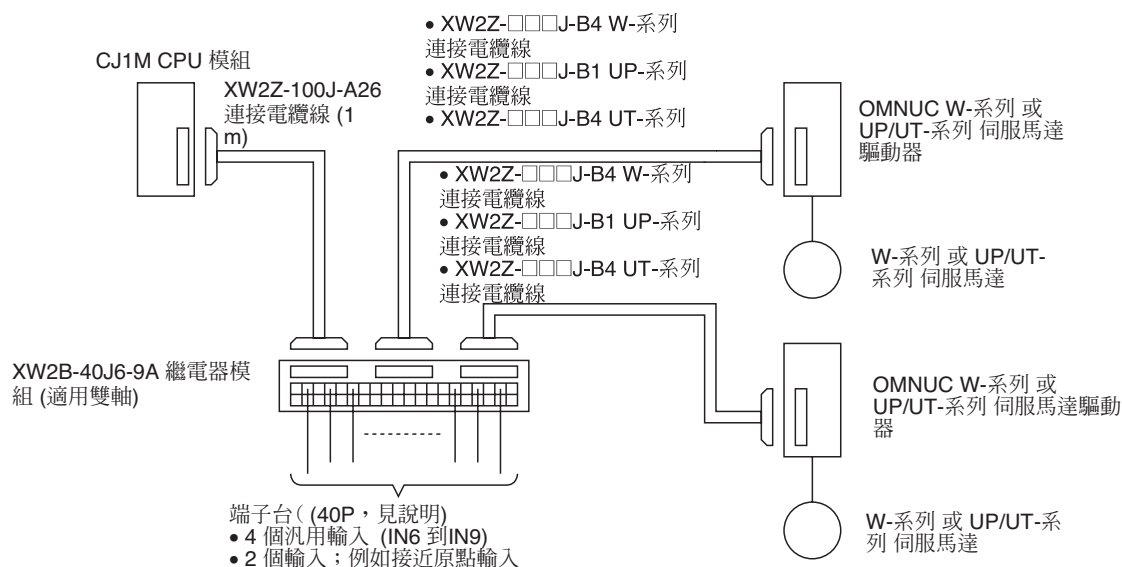 CJ1M CPU 模組
XW2Z-100J-A26
連接電纜線 (1
m)
• XW2Z-□□□J-B4 W-系列
連接電纜線
• XW2Z-□□□J-B1 UP-系列
連接電纜線
• XW2Z-□□□J-B4 UT-系列
OMNUC W-系列 或
UP/UT-系列 伺服馬達
驅動器
• XW2Z-□□□J-B4 W-系列
連接電纜線
• XW2Z-□□□J-B1 UP-系列
連接電纜線
• XW2Z-□□□J-B4 UT-系列
連接電纜線
W-系列 或 UP/UT-
系列 伺服馬達
XW2B-40J6-9A 繼電器模
組 (適用雙軸)
OMNUC W-系列 或
UP/UT-系列 伺服馬達驅動
器
端子台( (40P，見說明)
• 4 個汎用輸入 (IN6 到IN9)
• 2 個輸入；例如接近原點輸入
W-系列 或 UP/UT-系
列 伺服馬達